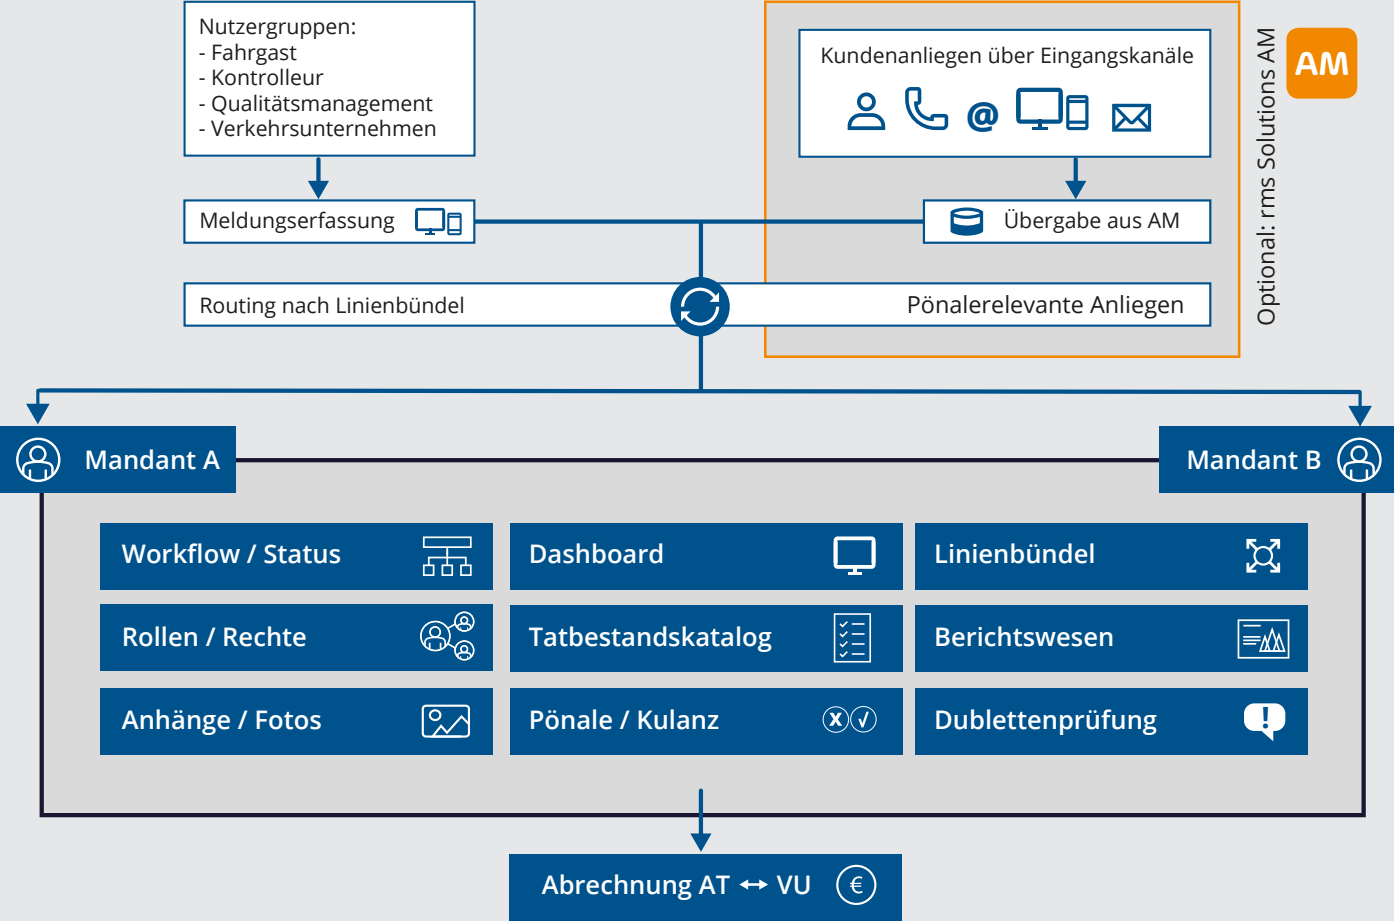 Nutzergruppen:
- Fahrgast
- Kontrolleur
- Qualitätsmanagement
- Verkehrsunternehmen
Kundenanliegen über Eingangskanäle
@
Optional: rms Solutions AM
AM
Meldungserfassung
Übergabe aus AM
Routing nach Linienbündel
Pönalerelevante Anliegen
Mandant A
Mandant B
Workflow / Status
Dashboard
Linienbündel
Rollen / Rechte
Tatbestandskatalog
Berichtswesen
Anhänge / Fotos
Pönale / Kulanz
Dublettenprüfung
Abrechnung AT ↔ VU
€